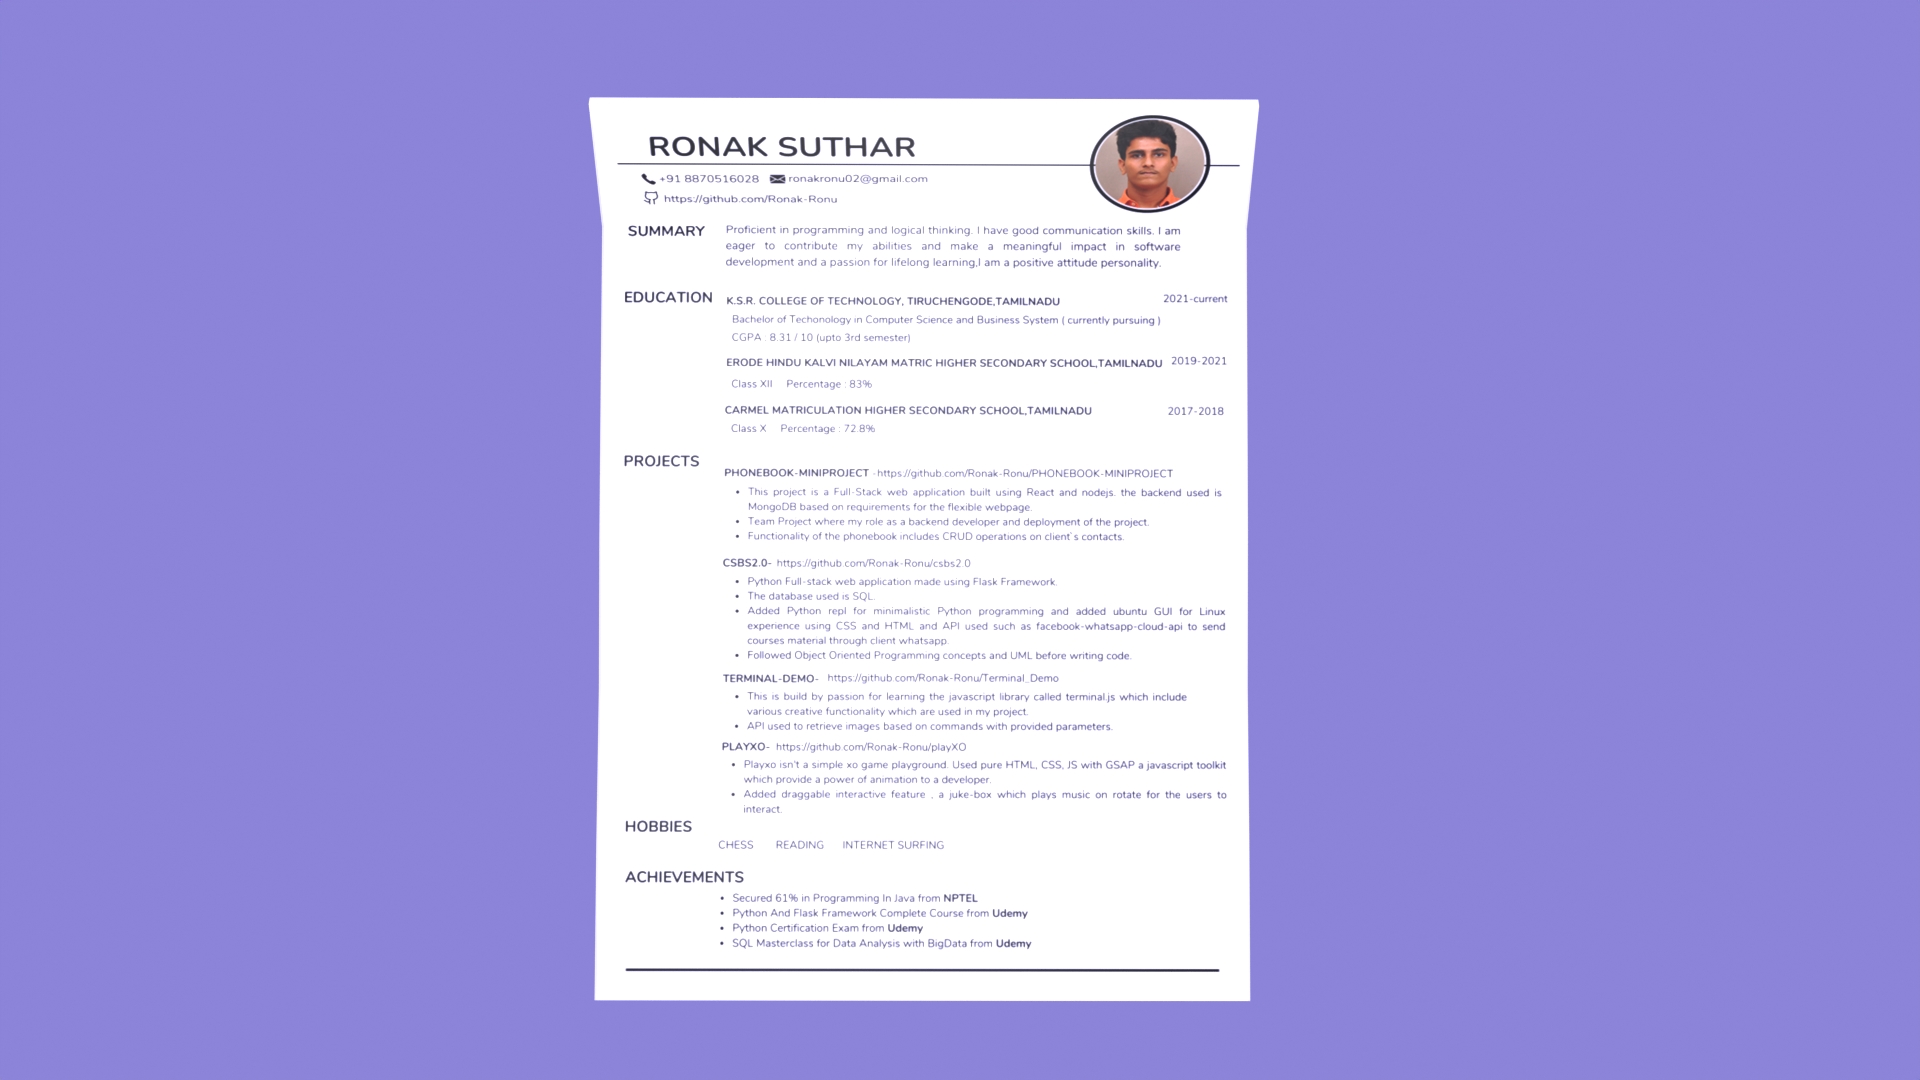 RONAK SUTHAR
+91 8870516028 ronakronu02@gmail.com
https://github.com/Ronak-Ronu
SUMMARY
Proficient in programming and logical thinking. I have good communication skills. I am
eager to contribute my abilities and make a meaningful impact in software
development and a passion for lifelong learning,I am a positive attitude personality.
EDUCATION
K.S.R. COLLEGE OF TECHNOLOGY, TIRUCHENGODE,TAMILNADU 2021-current
Bachelor of Techonology in Computer Science and Business System ( currently pursuing )
CGPA : 8.31 / 10 (upto 3rd semester)
ERODE HINDU KALVI NILAYAM MATRIC HIGHER SECONDARY SCHOOL,TAMILNADU 2019-2021
Class XII Percentage : 83%
CARMEL MATRICULATION HIGHER SECONDARY SCHOOL,TAMILNADU 2017-2018
Class X Percentage : 72.8%
PROJECTS
PHONEBOOK-MINIPROJECT - https://github.com/Ronak-Ronu/PHONEBOOK-MINIPROJECT
• This project is a Full-Stack web application built using React and nodejs. the backend used is
MongoDB based on requirements for the flexible webpage.
• Team Project where my role as a backend developer and deployment of the project.
• Functionality of the phonebook includes CRUD operations on client`s contacts.
CSBS2.0- https://github.com/Ronak-Ronu/csbs2.0
• Python Full-stack web application made using Flask Framework.
• The database used is SQL.
• Added Python repl for minimalistic Python programming and added ubuntu GUI for Linux
experience using CSS and HTML and API used such as facebook-whatsapp-cloud-api to send
courses material through client whatsapp.
• Followed Object Oriented Programming concepts and UML before writing code.
TERMINAL-DEMO- https://github.com/Ronak-Ronu/Terminal_Demo
• This is build by passion for learning the javascript library called terminal.js which include
various creative functionality which are used in my project.
• API used to retrieve images based on commands with provided parameters.
PLAYXO- https://github.com/Ronak-Ronu/playXO
• Playxo isn't a simple xo game playground. Used pure HTML, CSS, JS with GSAP a javascript toolkit
which provide a power of animation to a developer.
• Added draggable interactive feature , a juke-box which plays music on rotate for the users to
interact.
HOBBIES
CHESS READING INTERNET SURFING
ACHIEVEMENTS
• Secured 61% in Programming In Java from NPTEL
• Python And Flask Framework Complete Course from Udemy
• Python Certification Exam from Udemy
• SQL Masterclass for Data Analysis with BigData from Udemy